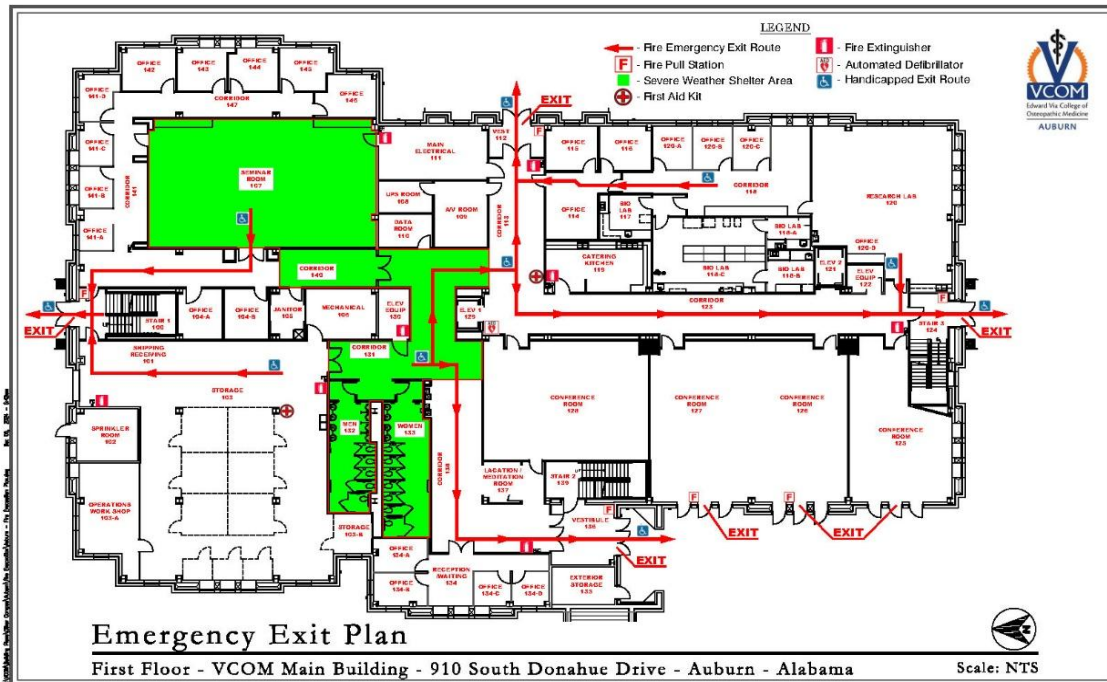 LEGEND
- Fire Emergency Exit Route
F - Fire Pull Station
- Severe Weather Shelter Area
- First Aid Kit
- Fire Extinguisher
AED - Automated Defibrillator
- Handicapped Exit Route
VCOM
Edward Via College of
Osteopathic Medicine
AUBURN
OFFICE
142
OFFICE
143
OFFICE
144
OFFICE
145
OFFICE
146
OFFICE
141-D
CORRIDOR
147
OFFICE
141-C
OFFICE
141-B
OFFICE
141-A
CORRIDOR
141
SEMINAR
ROOM
107
MAIN
ELECTRICAL
111
UPS ROOM
108
DATA
ROOM
110
A/V ROOM
109
VEST
112
EXIT
F
CORRIDOR
113
OFFICE
115
OFFICE
116
OFFICE
120-A
OFFICE
120-B
OFFICE
120-C
CORRIDOR
118
OFFICE
114
BIO
LAB
117
CATERING
KITCHEN
119
BIO LAB
118-A
BIO LAB
118-B
BIO LAB
118-C
RESEARCH LAB
120
OFFICE
120-D
ELEV 2
121
ELEV
EQUIP
122
CORRIDOR
123
F
STAIR 3
124
EXIT
CORRIDOR
140
F
EXIT
STAIR 1
100
OFFICE
104-A
OFFICE
104-B
JANITOR
105
MECHANICAL
106
ELEV
EQUIP
130
ELEV 1
129
AED
SHIPPING
RECEIVING
101
CORRIDOR
131
STORAGE
103
SPRINKLER
ROOM
102
OPERATIONS
WORK SHOP
103-A
MEN
132
WOMEN
133
CORRIDOR
138
STORAGE
103-B
CONFERENCE
ROOM
128
CONFERENCE
ROOM
127
CONFERENCE
ROOM
126
CONFERENCE
ROOM
125
LACATION /
MEDITATION
ROOM
137
STAIR 2
139
F
VESTIBULE
136
EXIT
F
EXIT
F
EXIT
OFFICE
134-A
OFFICE
134-B
RECEPTION
WAITING
134
OFFICE
134-C
OFFICE
134-D
EXTERIOR
STORAGE
135
Emergency Exit Plan
First Floor - VCOM Main Building - 910 South Donahue Drive - Auburn - Alabama
N
Scale: NTS